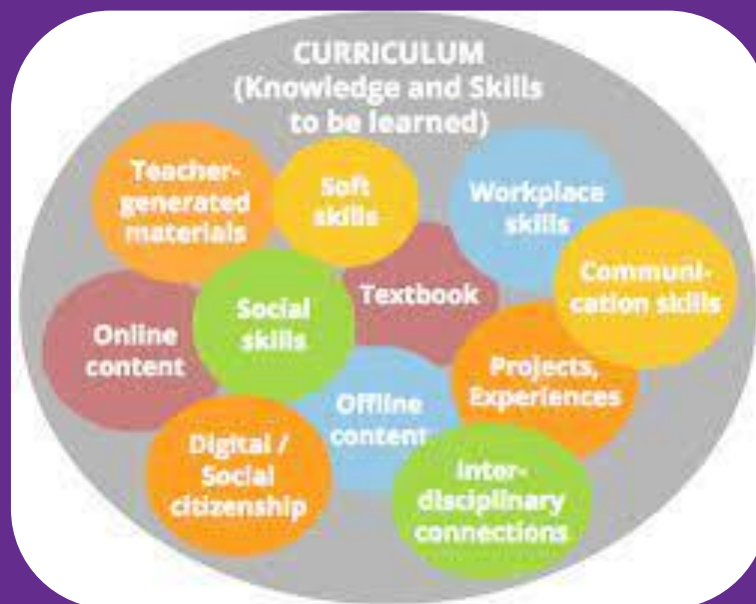 CURRICULUM
(Knowledge and Skills
to be learned)
Teacher-
generated
materials
Soft
skills
Workplace
skills
Communi-
cation skills
Textbook
Social
skills
Online
content
Projects,
Experiences
Offline
content
Digital /
Social
citizenship
Inter-
disciplinary
connections